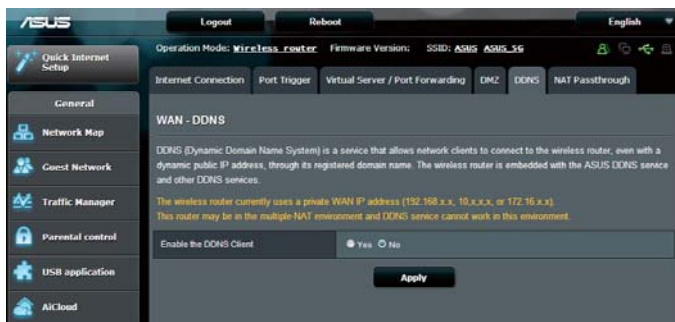 ASUS
Logout Reboot English
Quick Internet Setup
Operation Mode: Wireless router Firmware Version: SSID: ASUS ASUS_5G
Internet Connection Port Trigger Virtual Server / Port Forwarding DMZ DDNS NAT Passthrough
General
Network Map
Guest Network
Traffic Manager
Parental control
USB application
AiCloud
WAN - DDNS
DDNS (Dynamic Domain Name System) is a service that allows network clients to connect to the wireless router, even with a
dynamic public IP address, through its registered domain name. The wireless router is embedded with the ASUS DDNS service
and other DDNS services.
The wireless router currently uses a private WAN IP address (192.168.x.x, 10,x,x,x, or 172.16.x.x).
This router may be in the multiple-NAT environment and DDNS service cannot work in this environment.
Enable the DDNS Client Yes No
Apply